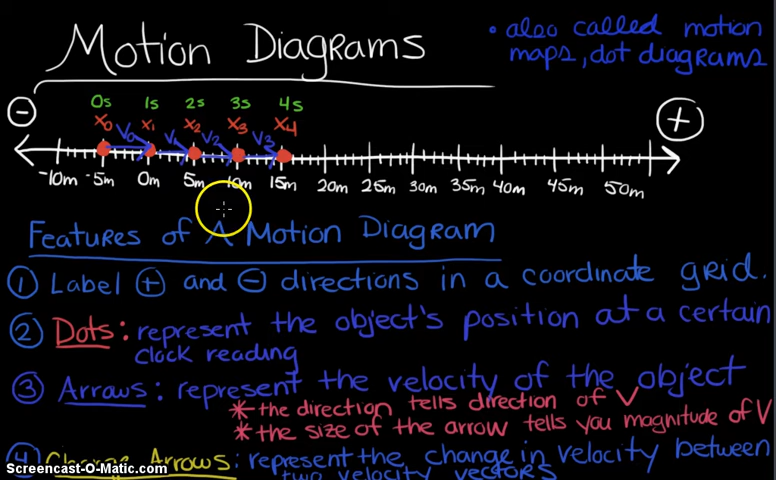 Motion Diagrams
• also called motion
maps, dot diagrams
0s 1s 2s 3s 4s
X0 X1 X2 X3 X4
V0 V1 V2 V3
- +
-10m -5m 0m 5m 10m 15m 20m 25m 30m 35m 40m 45m 50m
Features of A Motion Diagram
① Label ⊕ and ⊖ directions in a coordinate grid.
② Dots: represent the object's position at a certain
clock reading
③ Arrows: represent the velocity of the object
* the direction tells direction of V
* the size of the arrow tells you magnitude of V
④ Change Arrows: represent the change in velocity between
two velocity vectors
Screencast-O-Matic.com